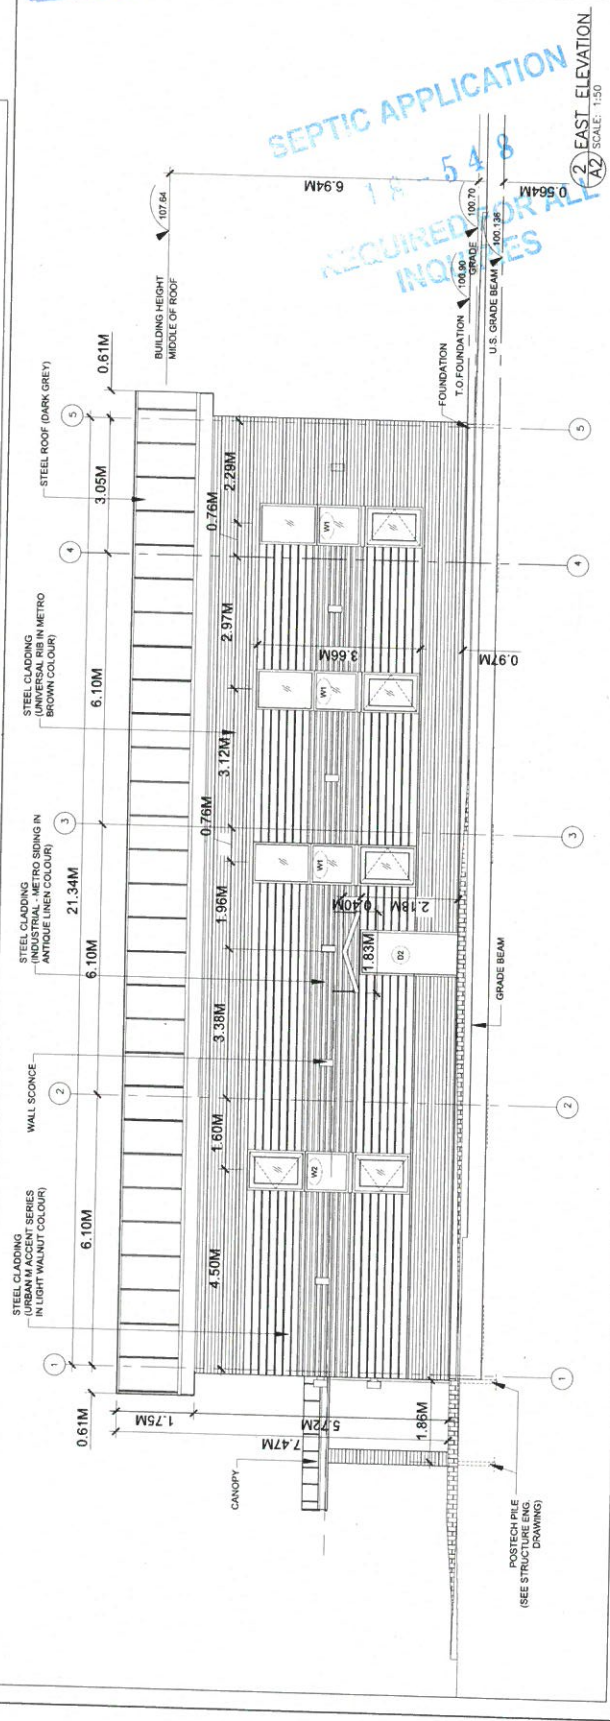 STEEL CLADDING
(URBAN M ACCENT SERIES
IN LIGHT WALNUT COLOUR)
WALL SCONCE
STEEL CLADDING
(INDUSTRIAL - METRO SIDING IN
ANTIQUE LINEN COLOUR)
STEEL CLADDING
(UNIVERSAL RIB IN METRO
BROWN COLOUR)
STEEL ROOF (DARK GREY)
1
2
3
4
5
21.34M
0.61M
6.10M
6.10M
6.10M
3.05M
0.61M
BUILDING HEIGHT
MIDDLE OF ROOF
107.64
1.75M
5.72M
7.47M
4.50M
1.60M
3.38M
1.96M
0.76M
3.12M
2.97M
0.76M
2.29M
6.94M
3.66M
W2
W1
W1
W1
0.40M
2.18M
1.83M
D2
0.97M
CANOPY
1.86M
FOUNDATION
T.O.FOUNDATION
100.90
GRADE
100.70
U.S. GRADE BEAM
100.136
0.564M
GRADE BEAM
POSTECH PILE
(SEE STRUCTURE ENG.
DRAWING)
1
2
3
4
5
2
A2
EAST ELEVATION
SCALE: 1:50
SEPTIC APPLICATION
18-548
REQUIRED FOR ALL
INQUIRIES